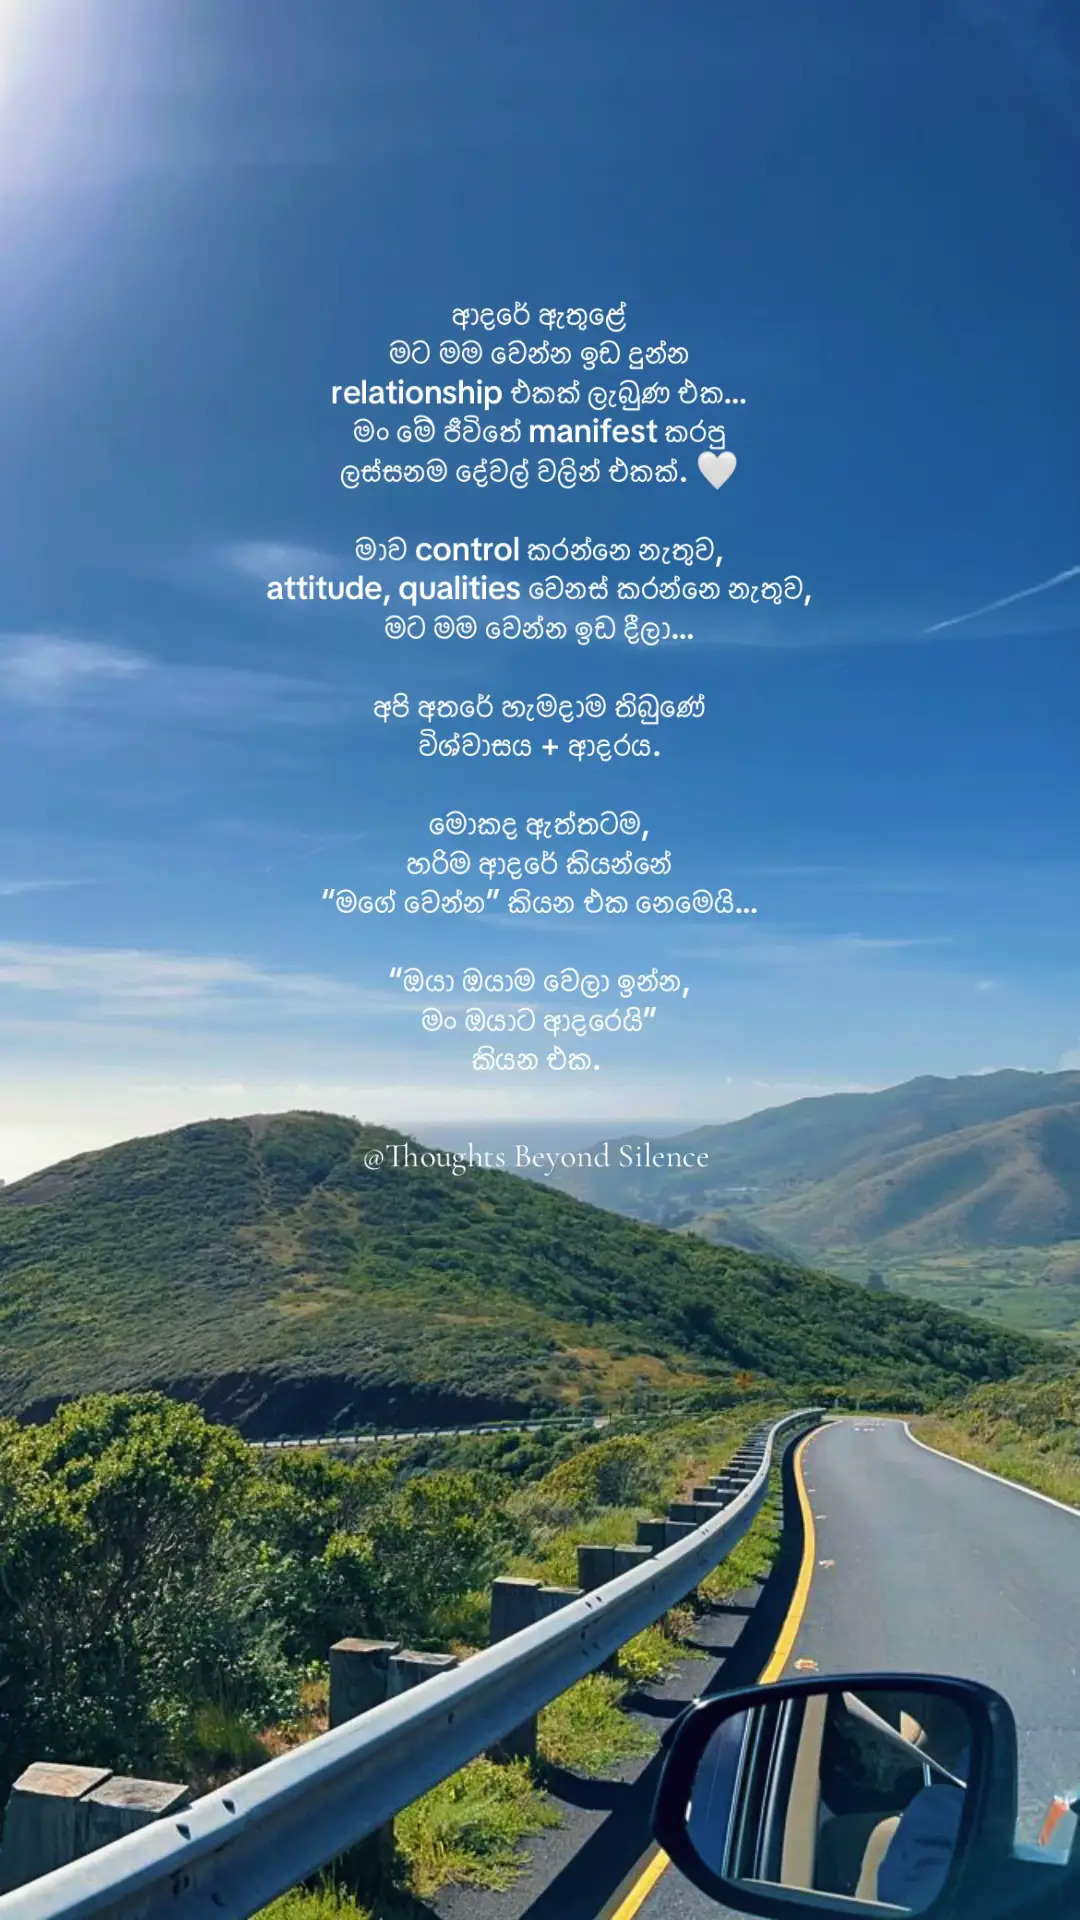 ආදරේ ඇතුළේ
මට මම වෙන්න ඉඩ දුන්න
relationship එකක් ලැබුණ එක...
මං මේ ජීවිතේ manifest කරපු
ලස්සනම දේවල් වලින් එකක්. 🤍
මාව control කරන්නෙ නැතුව,
attitude, qualities වෙනස් කරන්නෙ නැතුව,
මට මම වෙන්න ඉඩ දීලා...
අපි අතරේ හැමදාම තිබුණේ
විශ්වාසය + ආදරය.
මොකද ඇත්තටම,
හරිම ආදරේ කියන්නේ
“මගේ වෙන්න” කියන එක නෙමෙයි...
“ඔයා ඔයාම වෙලා ඉන්න,
මං ඔයාට ආදරෙයි”
කියන එක.
@Thoughts Beyond Silence